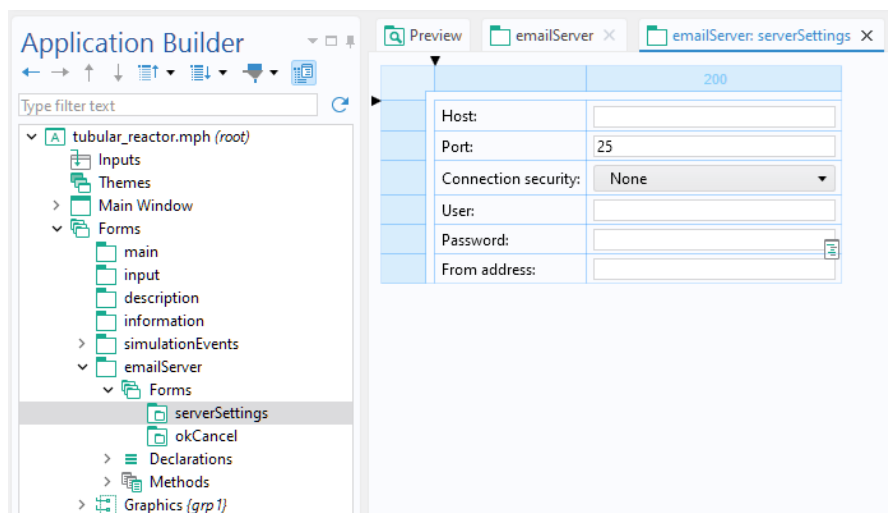 Application Builder
Type filter text
tubular_reactor.mph (root)
Inputs
Themes
Main Window
Forms
main
input
description
information
simulationEvents
emailServer
Forms
serverSettings
okCancel
Declarations
Methods
Graphics {grp1}
Preview
emailServer
emailServer: serverSettings
200
Host:
Port: 25
Connection security: None
User:
Password:
From address: